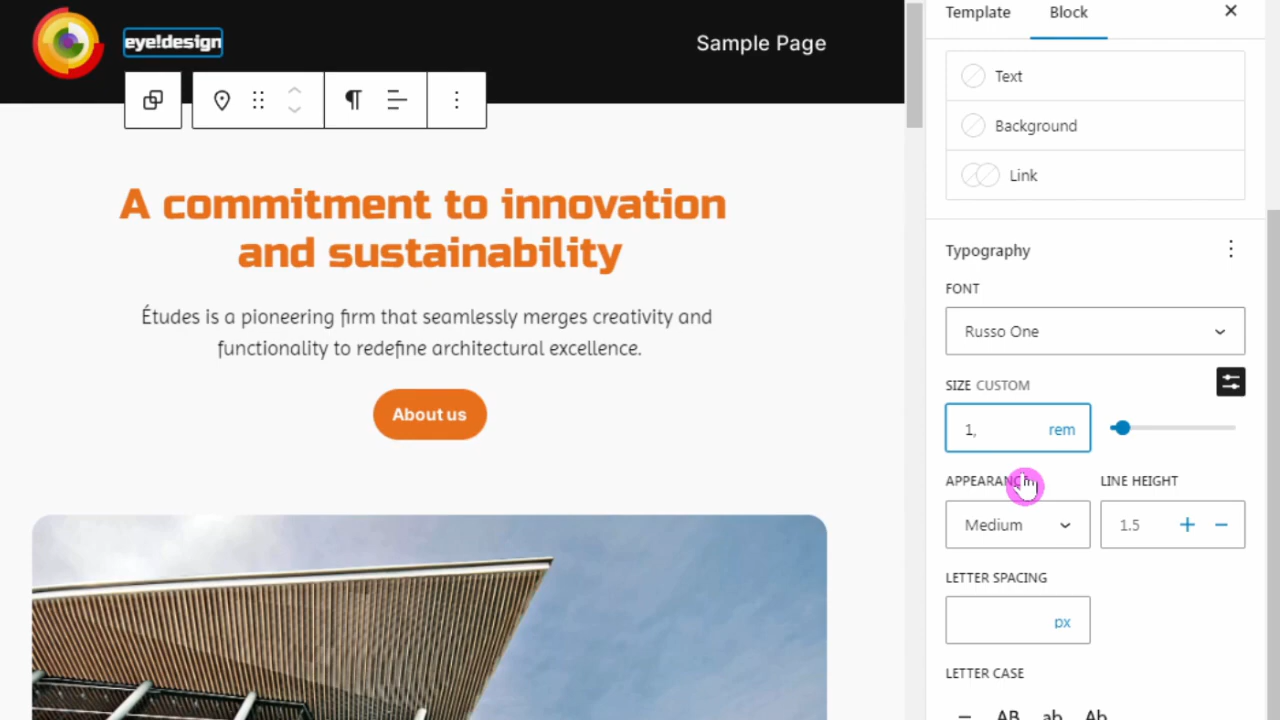 eye!design
Sample Page
A commitment to innovation
and sustainability
Études is a pioneering firm that seamlessly merges creativity and
functionality to redefine architectural excellence.
About us
Template
Block
Text
Background
Link
Typography
FONT
Russo One
SIZE CUSTOM
1, rem
LINE HEIGHT
Medium
1.5
LETTER SPACING
px
LETTER CASE
AB ab Ab